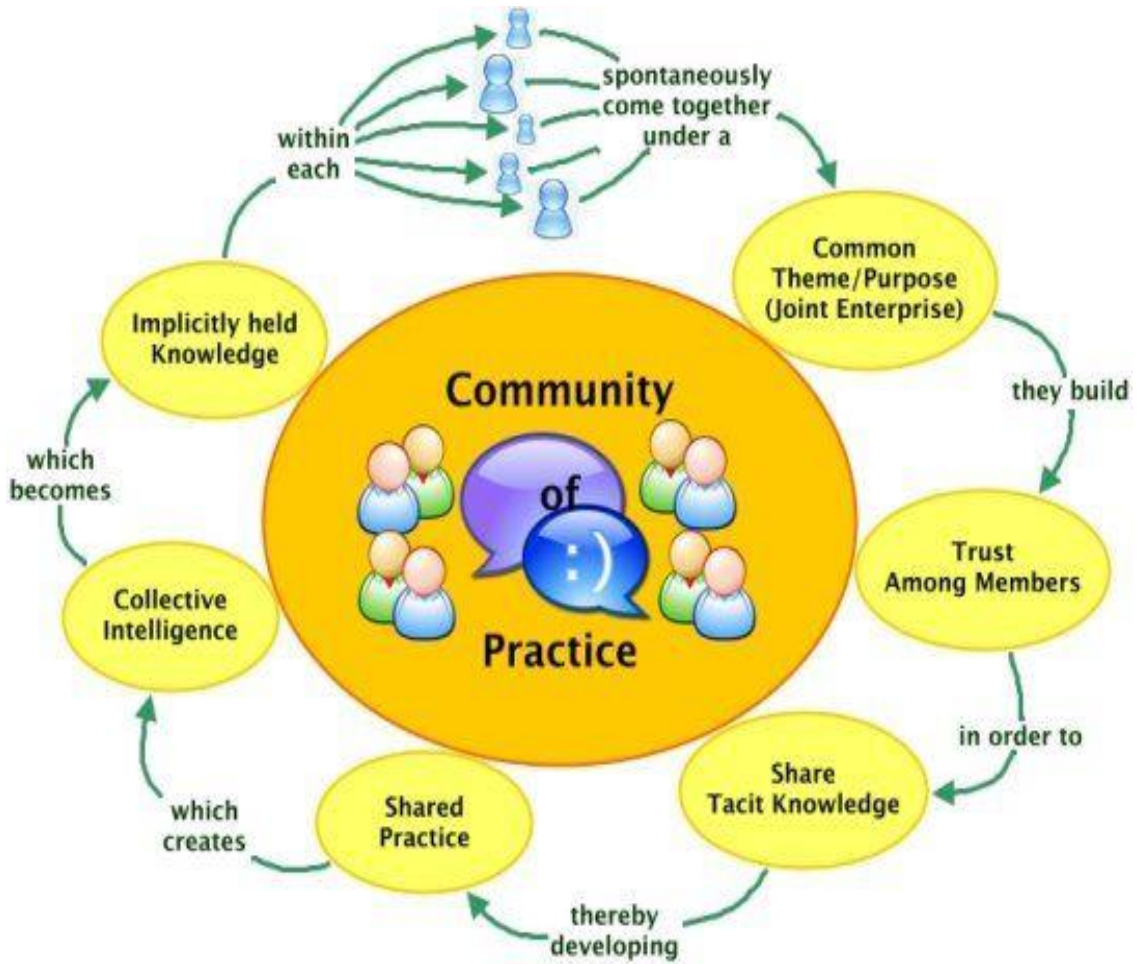 spontaneously
come together
under a
within
each
Common
Theme/Purpose
(Joint Enterprise)
they build
Trust
Among Members
in order to
Share
Tacit Knowledge
thereby
developing
Shared
Practice
which
creates
Collective
Intelligence
which
becomes
Implicitly held
Knowledge
Community
of
:)
Practice